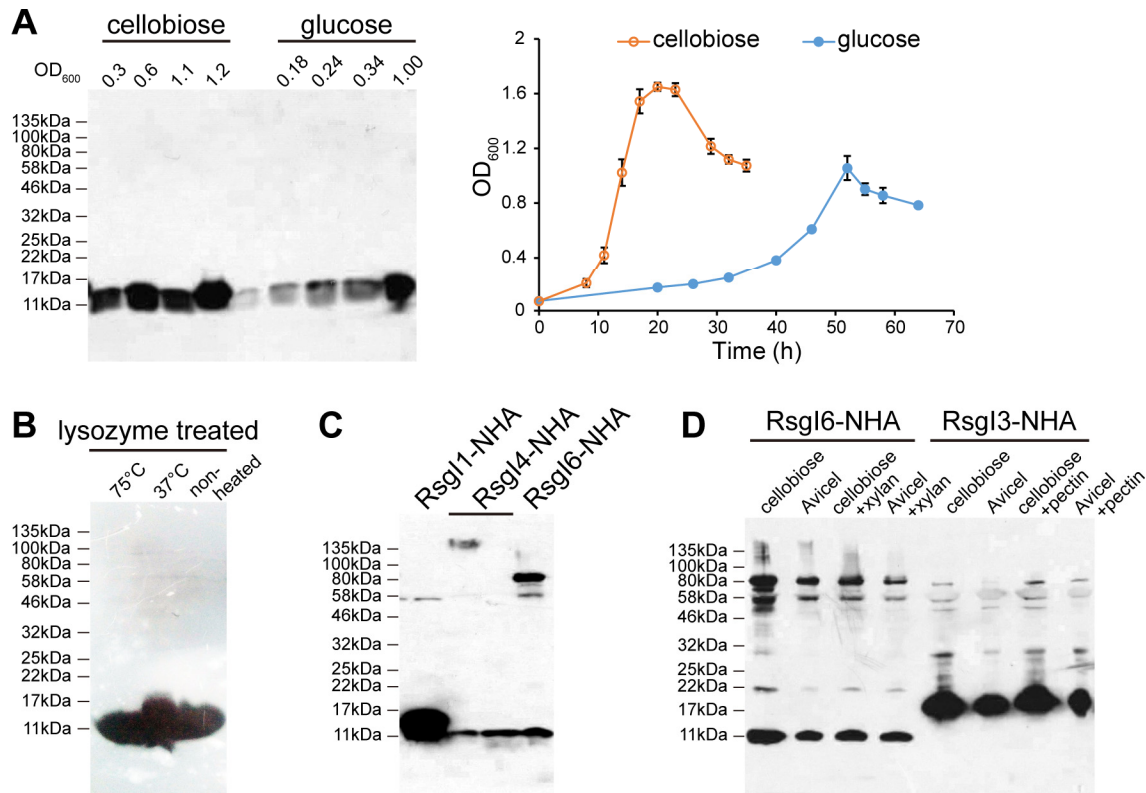 A
cellobiose glucose
OD600 0.3 0.6 1.1 1.2 0.18 0.24 0.34 1.00
135kDa
100kDa
80kDa
58kDa
46kDa
32kDa
25kDa
22kDa
17kDa
11kDa
cellobiose glucose
2
1.6
1.2
0.8
0.4
0
OD600
0 10 20 30 40 50 60 70
Time (h)
B
lysozyme treated
75°C 37°C non-
heated
135kDa
100kDa
80kDa
58kDa
46kDa
32kDa
25kDa
22kDa
17kDa
11kDa
C
RsgI1-NHA RsgI4-NHA RsgI6-NHA
135kDa
100kDa
80kDa
58kDa
46kDa
32kDa
25kDa
22kDa
17kDa
11kDa
D
RsgI6-NHA RsgI3-NHA
cellobiose
Avicel
cellobiose
+xylan
Avicel
+xylan
cellobiose
Avicel
cellobiose
+pectin
Avicel
+pectin
135kDa
100kDa
80kDa
58kDa
46kDa
32kDa
25kDa
22kDa
17kDa
11kDa